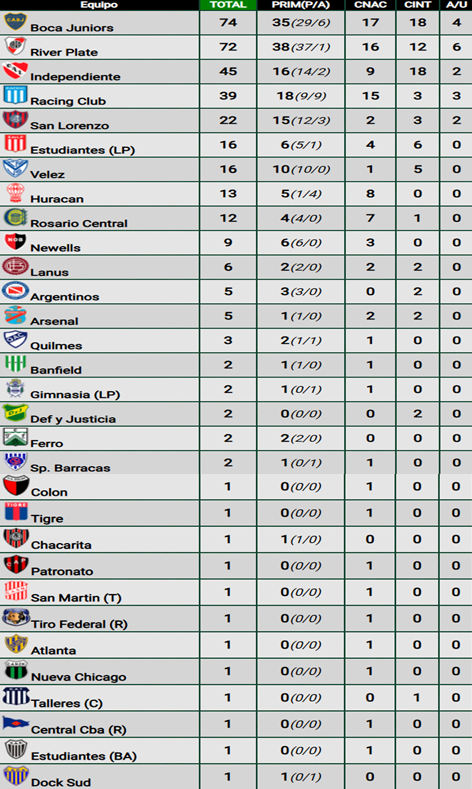 Equipo TOTAL PRIM(P/A) CNAC CINT A/U
Boca Juniors 74 35(29/6) 17 18 4
River Plate 72 38(37/1) 16 12 6
Independiente 45 16(14/2) 9 18 2
Racing Club 39 18(9/9) 15 3 3
San Lorenzo 22 15(12/3) 2 3 2
Estudiantes (LP) 16 6(5/1) 4 6 0
Velez 16 10(10/0) 1 5 0
Huracan 13 5(1/4) 8 0 0
Rosario Central 12 4(4/0) 7 1 0
Newells 9 6(6/0) 3 0 0
Lanus 6 2(2/0) 2 2 0
Argentinos 5 3(3/0) 0 2 0
Arsenal 5 1(1/0) 2 2 0
Quilmes 3 2(1/1) 1 0 0
Banfield 2 1(1/0) 1 0 0
Gimnasia (LP) 2 1(0/1) 1 0 0
Def y Justicia 2 0(0/0) 0 2 0
Ferro 2 2(2/0) 0 0 0
Sp. Barracas 2 1(0/1) 1 0 0
Colon 1 0(0/0) 1 0 0
Tigre 1 0(0/0) 1 0 0
Chacarita 1 1(1/0) 0 0 0
Patronato 1 0(0/0) 1 0 0
San Martin (T) 1 0(0/0) 1 0 0
Tiro Federal (R) 1 0(0/0) 1 0 0
Atlanta 1 0(0/0) 1 0 0
Nueva Chicago 1 0(0/0) 1 0 0
Talleres (C) 1 0(0/0) 0 1 0
Central Cba (R) 1 0(0/0) 1 0 0
Estudiantes (BA) 1 0(0/0) 1 0 0
Dock Sud 1 1(0/1) 0 0 0